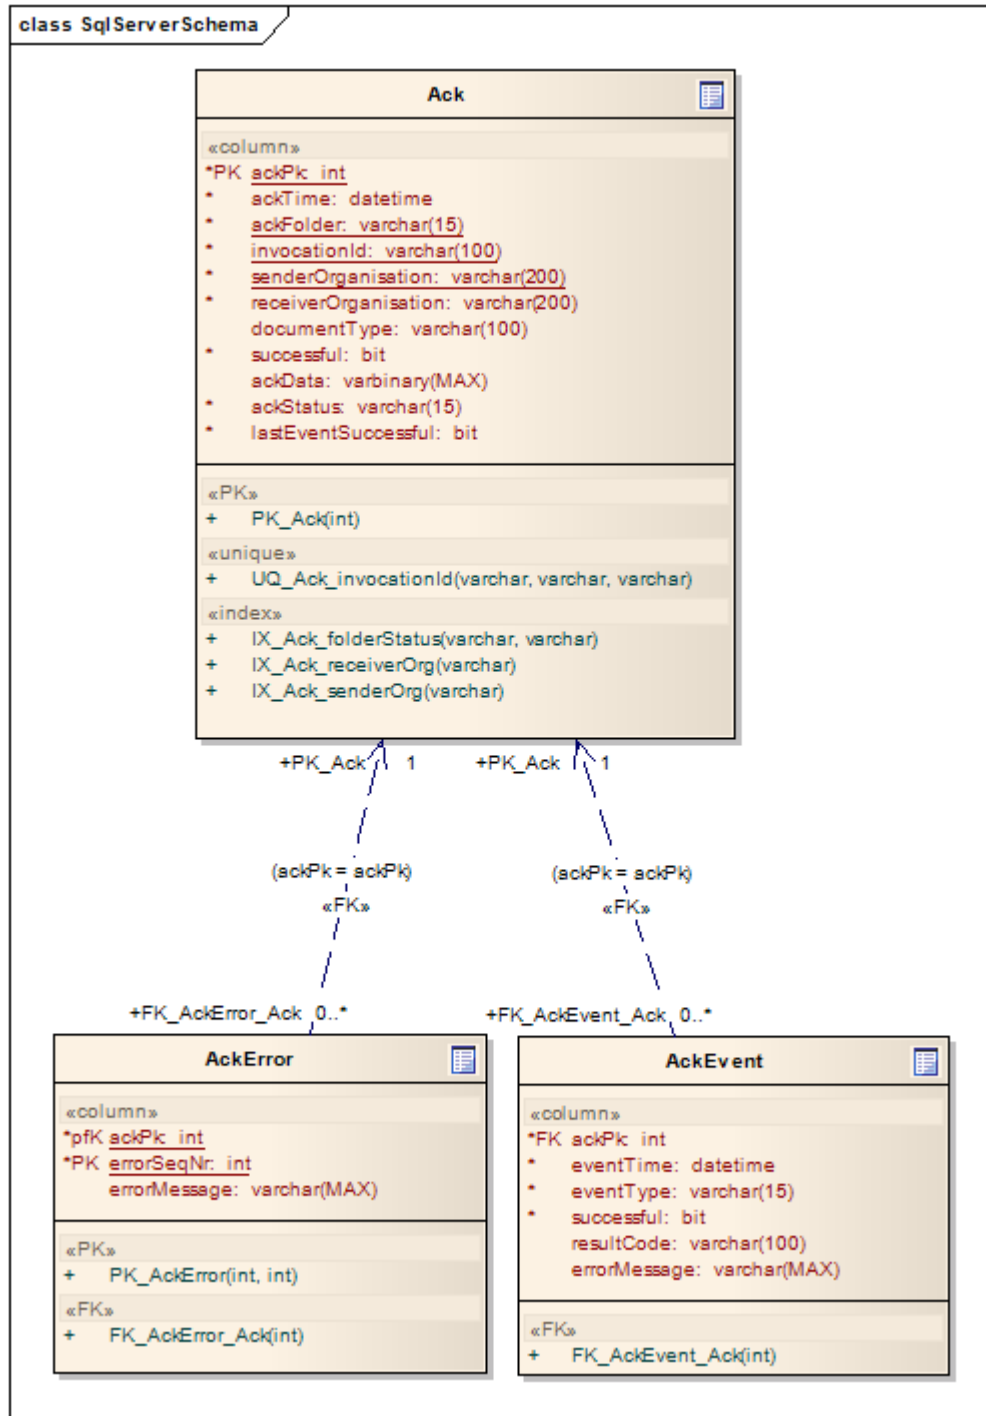 class SqlServerSchema
Ack
«column»
*PK ackPk: int
* ackTime: datetime
* ackFolder: varchar(15)
* invocationId: varchar(100)
* senderOrganisation: varchar(200)
* receiverOrganisation: varchar(200)
documentType: varchar(100)
* successful: bit
ackData: varbinary(MAX)
* ackStatus: varchar(15)
* lastEventSuccessful: bit
«PK»
+ PK_Ack(int)
«unique»
+ UQ_Ack_invocationId(varchar, varchar, varchar)
«index»
+ IX_Ack_folderStatus(varchar, varchar)
+ IX_Ack_receiverOrg(varchar)
+ IX_Ack_senderOrg(varchar)
+PK_Ack 1 +PK_Ack 1
(ackPk = ackPk) (ackPk = ackPk)
«FK» «FK»
+FK_AckError_Ack 0..* +FK_AckEvent_Ack 0..*
AckError
«column»
*pfK ackPk: int
*PK errorSeqNr: int
errorMessage: varchar(MAX)
«PK»
+ PK_AckError(int, int)
«FK»
+ FK_AckError_Ack(int)
AckEvent
«column»
*FK ackPk: int
* eventTime: datetime
* eventType: varchar(15)
* successful: bit
resultCode: varchar(100)
errorMessage: varchar(MAX)
«FK»
+ FK_AckEvent_Ack(int)